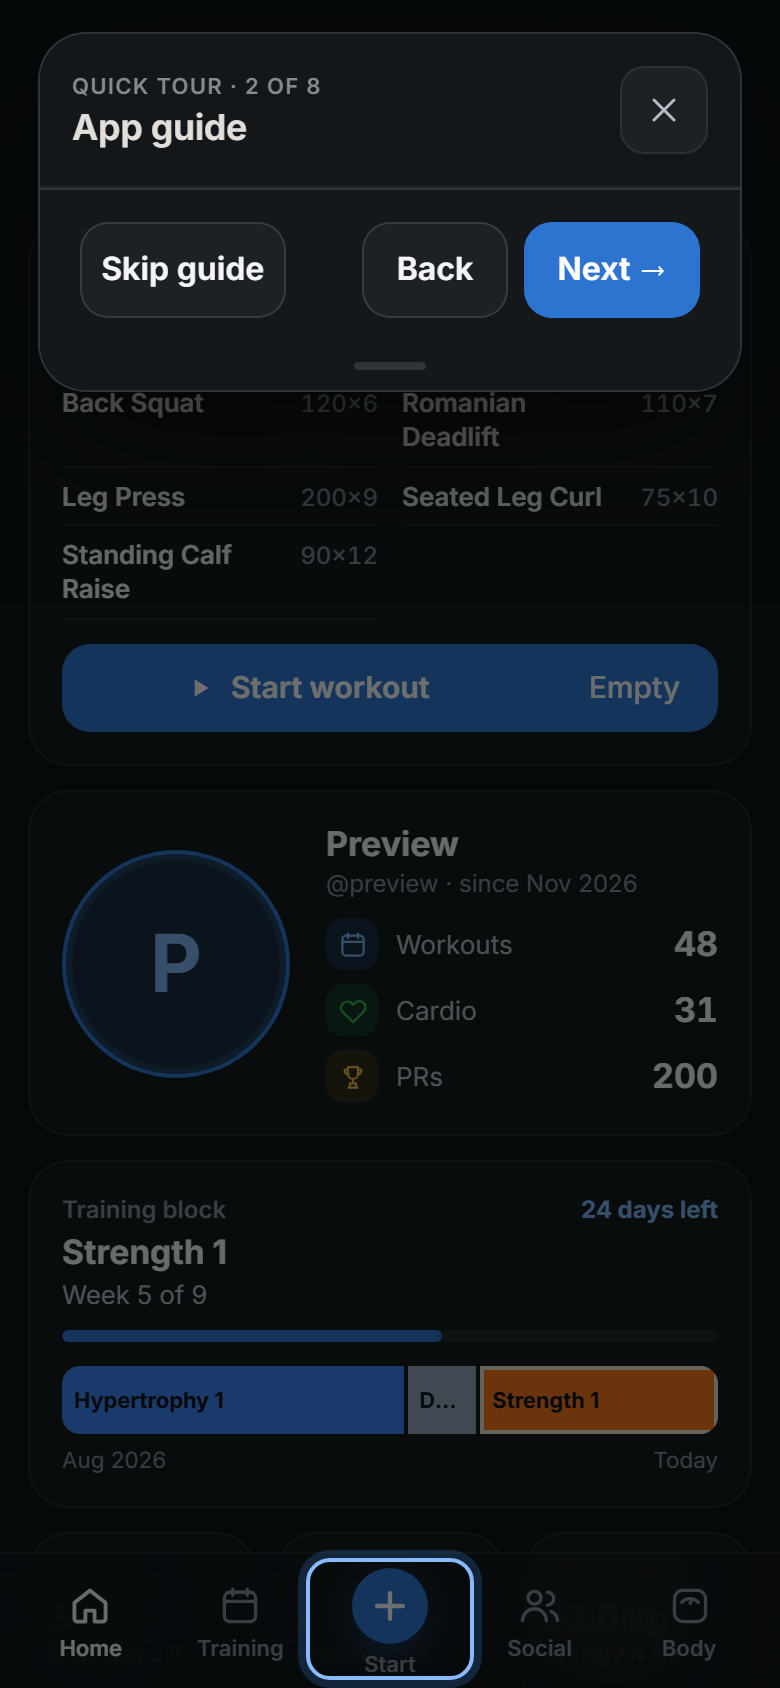 QUICK TOUR · 2 OF 8
App guide
Skip guide
Back
Next →
Back Squat 120×6
Romanian Deadlift 110×7
Leg Press 200×9
Seated Leg Curl 75×10
Standing Calf Raise 90×12
Start workout
Empty
P
Preview
@preview · since Nov 2026
Workouts 48
Cardio 31
PRs 200
Training block
24 days left
Strength 1
Week 5 of 9
Hypertrophy 1
D...
Strength 1
Aug 2026
Today
Home
Training
Start
Social
Body